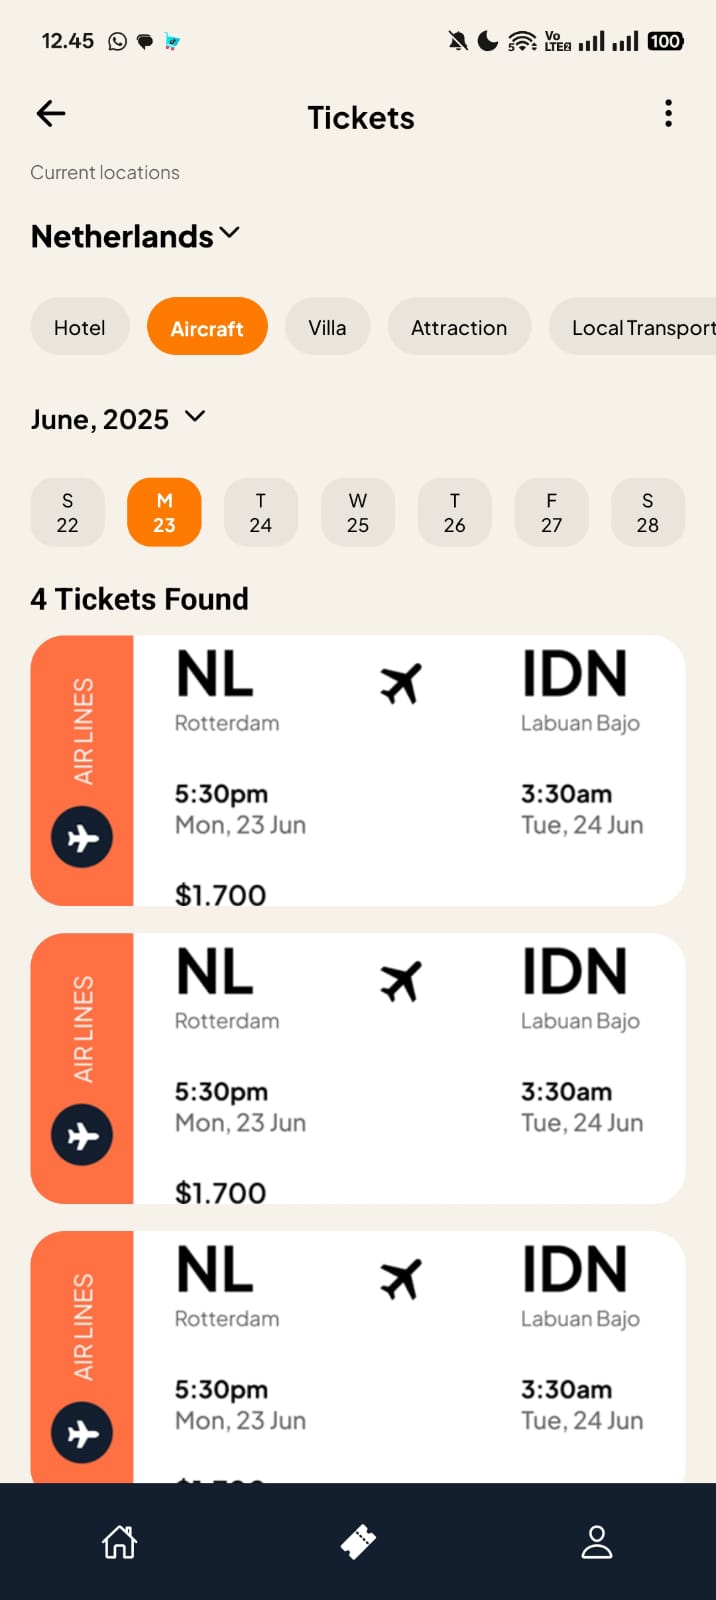 12.45 5 Vo LTE2 100
Tickets
Current locations
Netherlands
Hotel Aircraft Villa Attraction Local Transport
June, 2025
S M T W T F S
22 23 24 25 26 27 28
4 Tickets Found
AIR LINES
NL IDN
Rotterdam Labuan Bajo
5:30pm 3:30am
Mon, 23 Jun Tue, 24 Jun
$1.700
AIR LINES
NL IDN
Rotterdam Labuan Bajo
5:30pm 3:30am
Mon, 23 Jun Tue, 24 Jun
$1.700
AIR LINES
NL IDN
Rotterdam Labuan Bajo
5:30pm 3:30am
Mon, 23 Jun Tue, 24 Jun